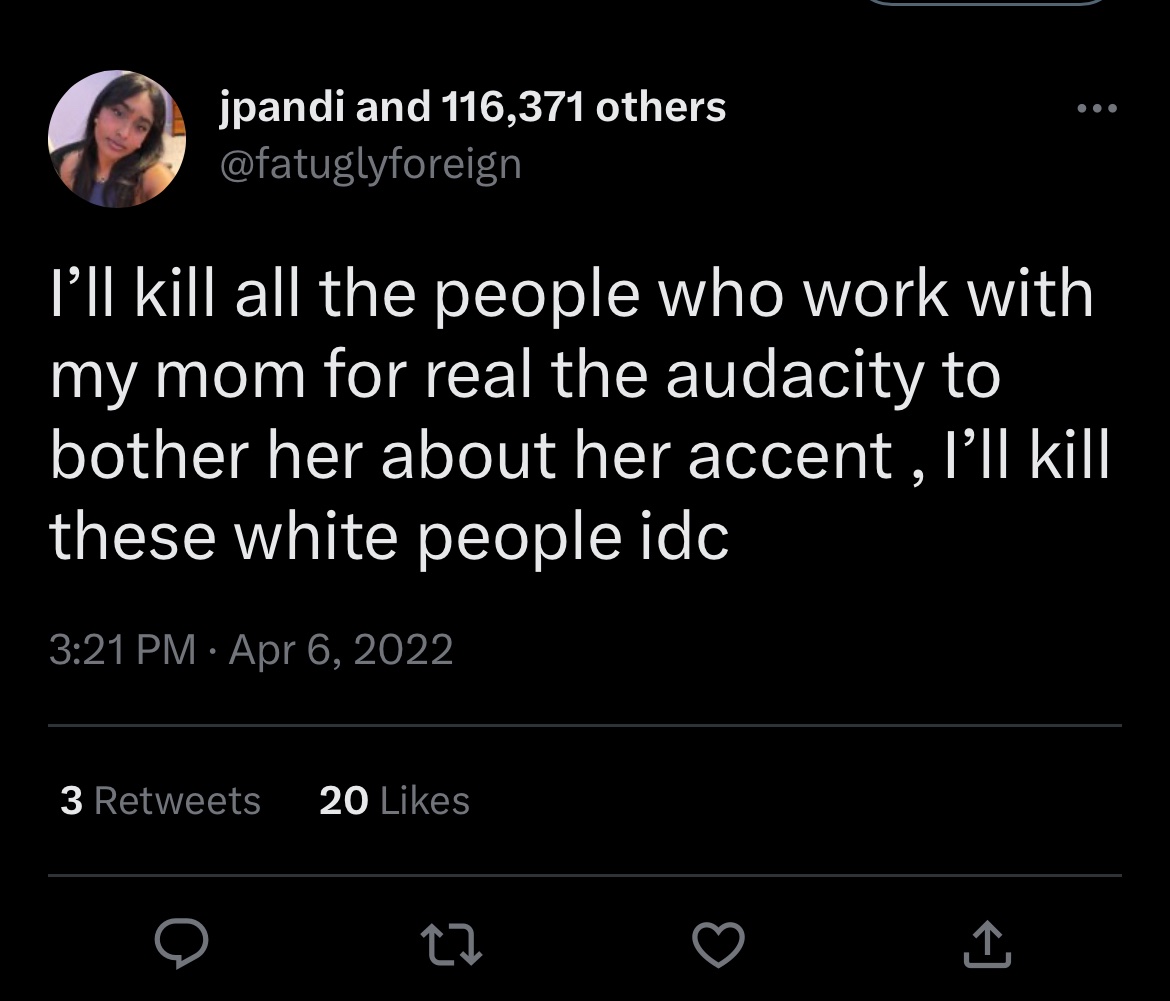 jpandi and 116,371 others
@fatuglyforeign
I’ll kill all the people who work with
my mom for real the audacity to
bother her about her accent , I’ll kill
these white people idc
3:21 PM · Apr 6, 2022
3 Retweets 20 Likes